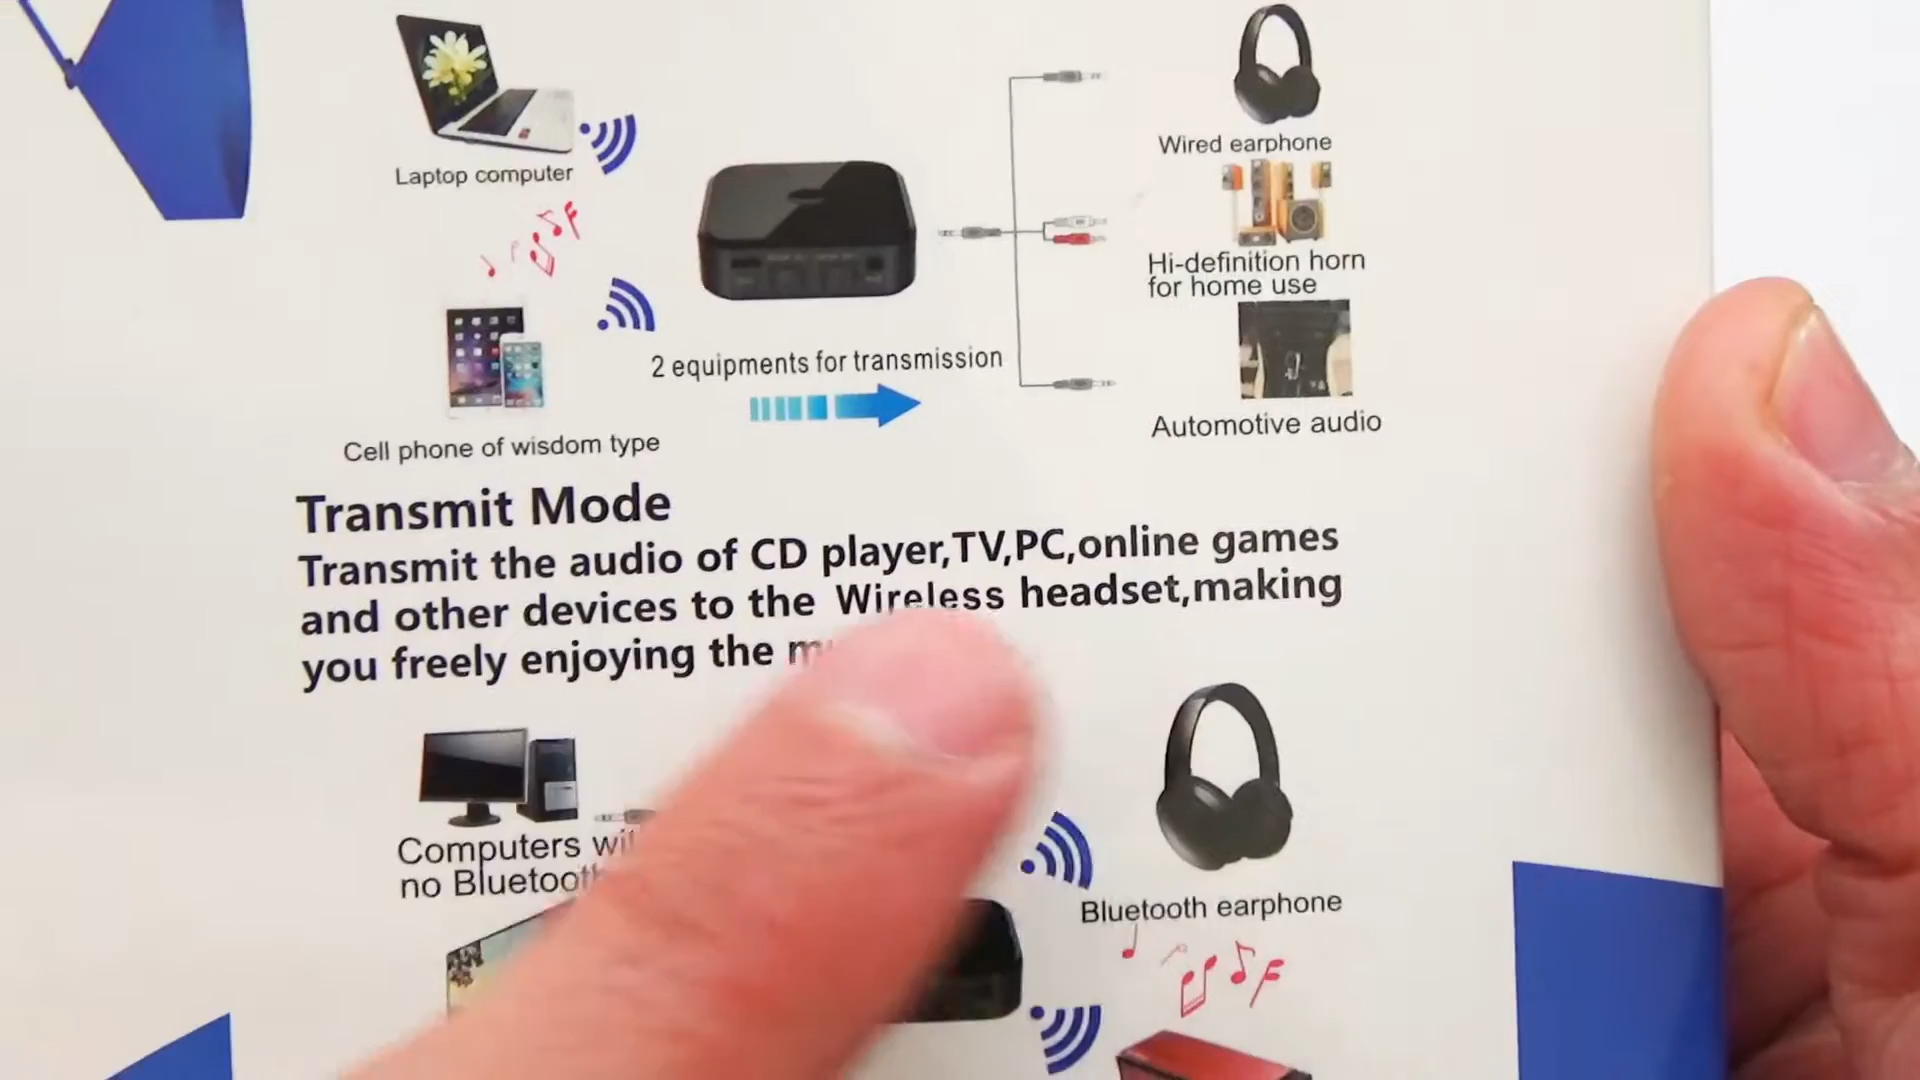 Laptop computer
Wired earphone
Hi-definition horn
for home use
2 equipments for transmission
Cell phone of wisdom type
Automotive audio
Transmit Mode
Transmit the audio of CD player,TV,PC,online games
and other devices to the Wireless headset,making
you freely enjoying the
Computers
no
Bluetooth earphone